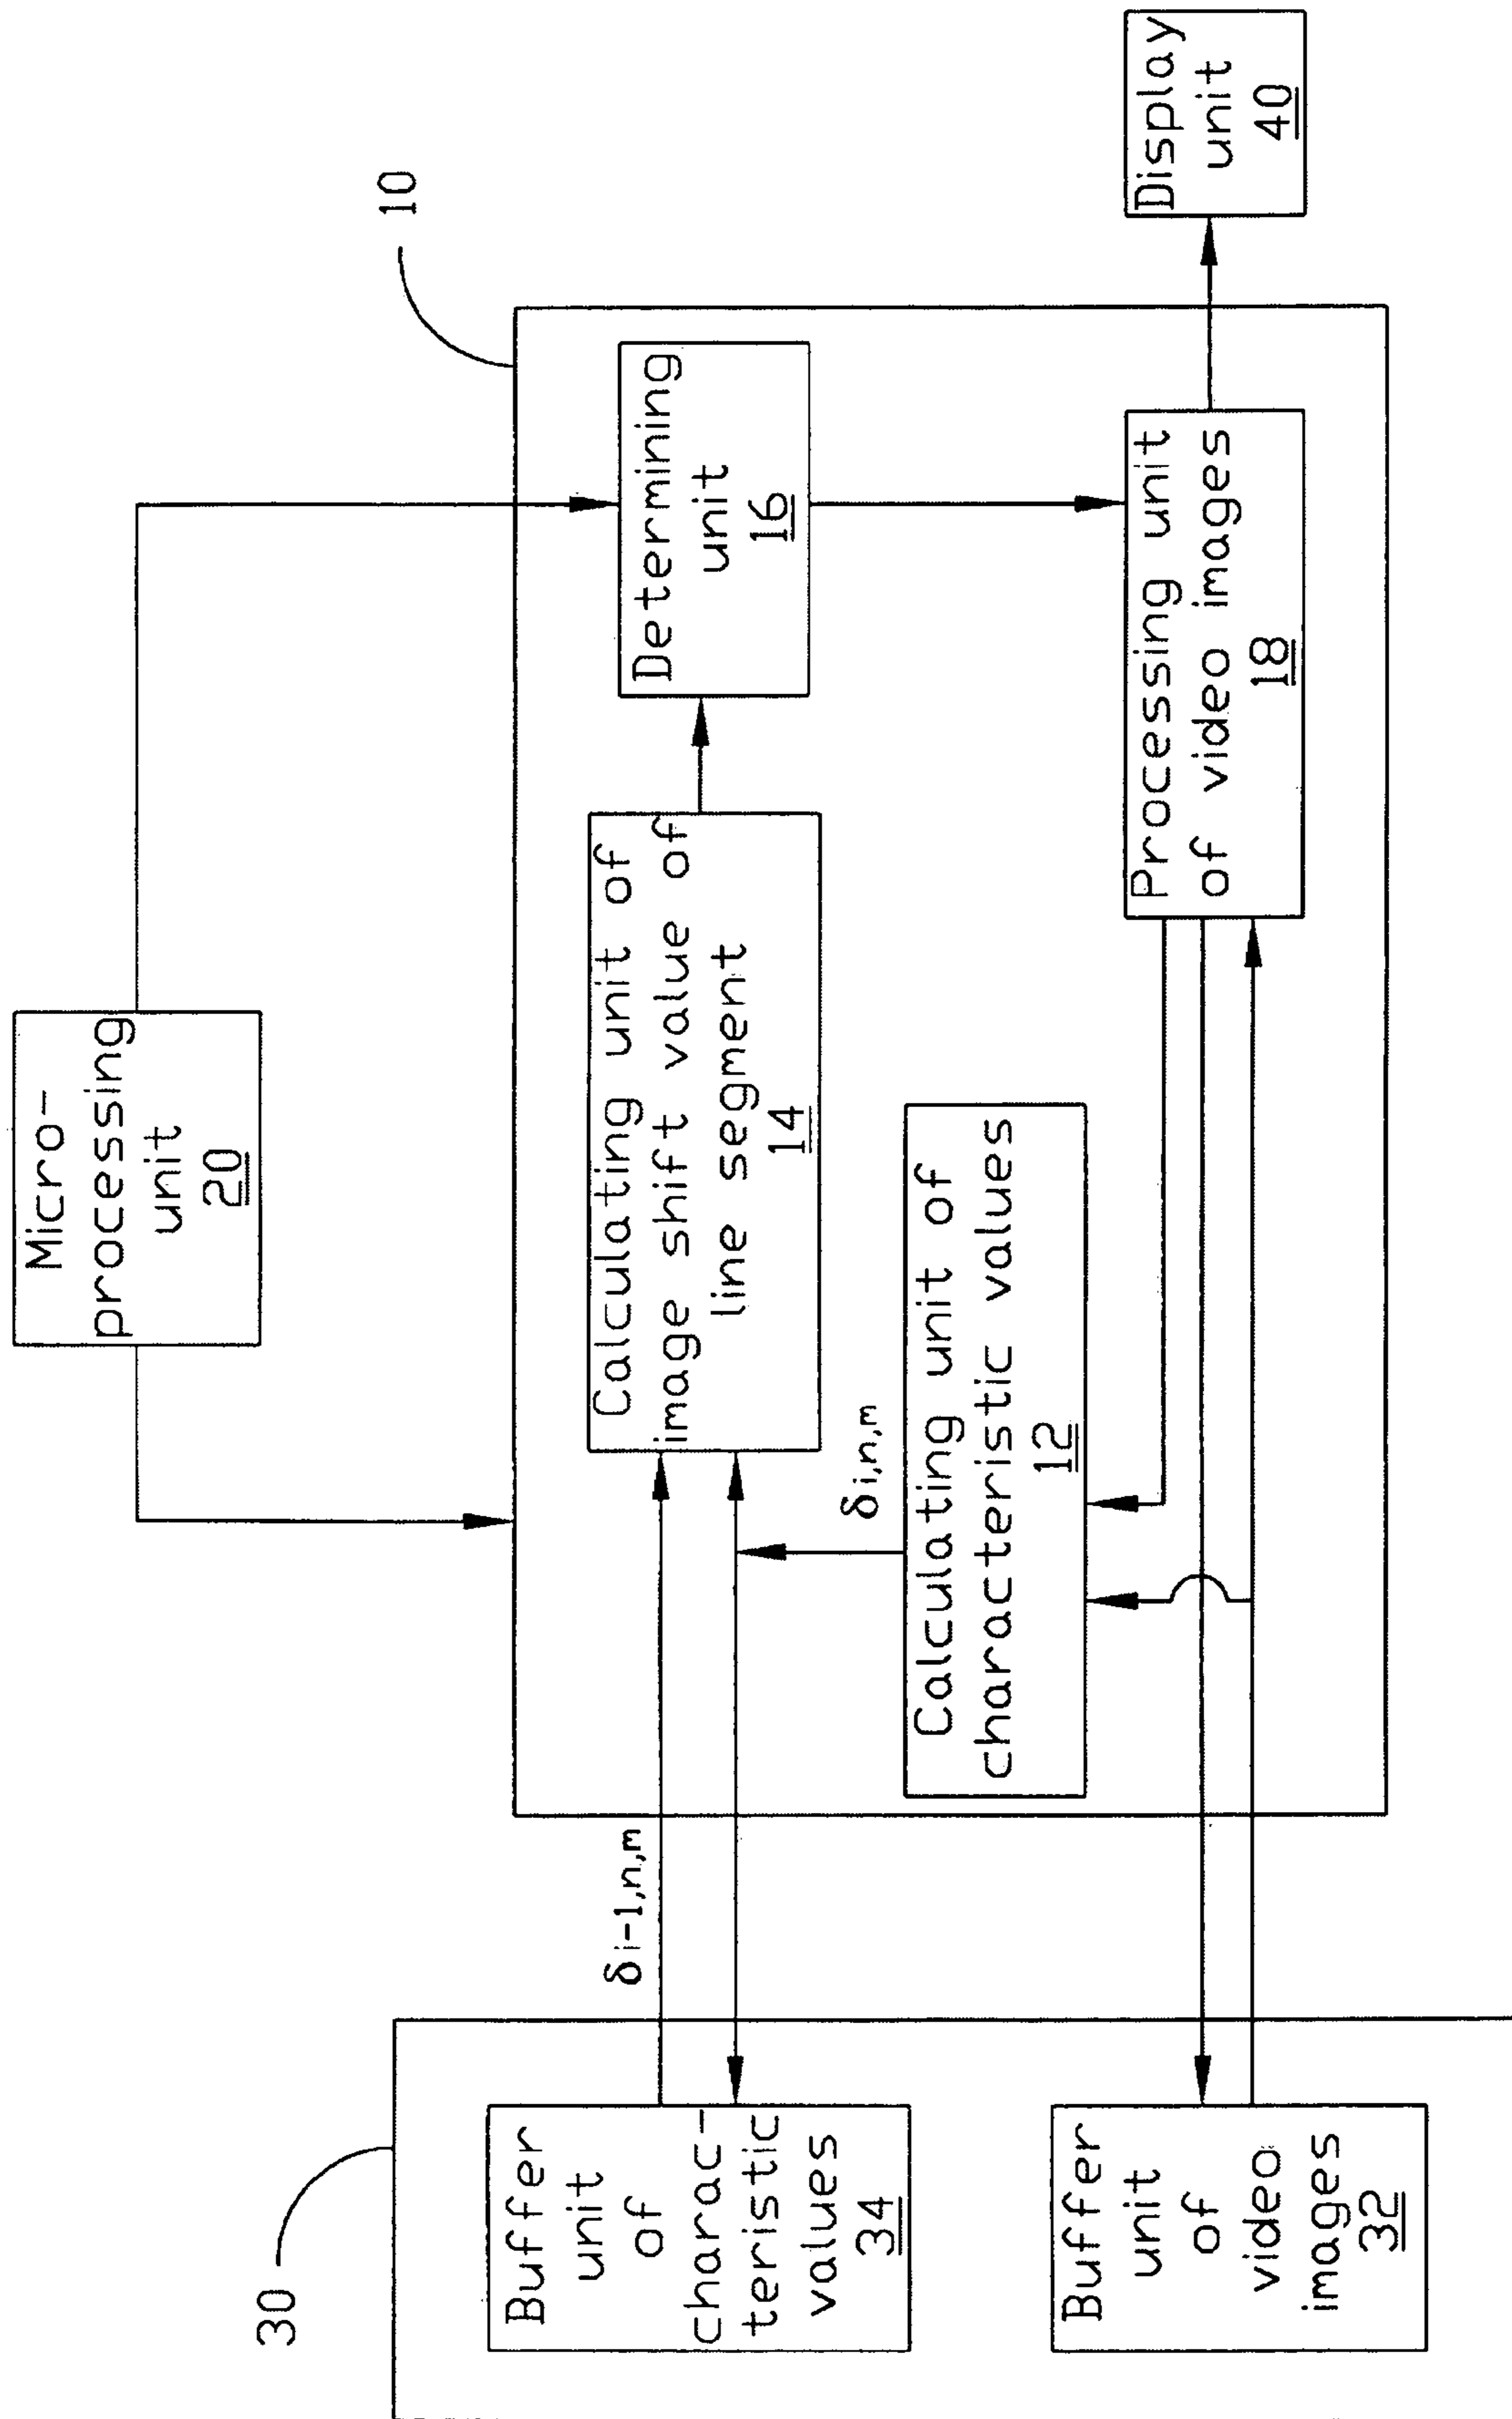 Micro-
processing
unit
20
10
Calculating unit of
image shift value of
line segment
14
Determining
unit
16
30
Buffer
unit
of
charac-
teristic
values
34
δi-1,n,m
δi,n,m
Calculating unit of
characteristic values
12
Buffer
unit
of
video
images
32
Processing unit
of video images
18
Display
unit
40